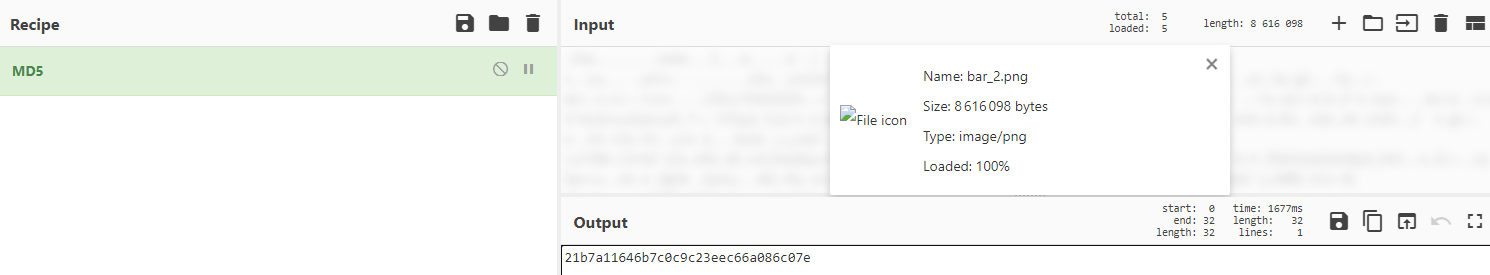 Recipe
MD5
Input
total: 5
loaded: 5
length: 8 616 098
Name: bar_2.png
Size: 8 616 098 bytes
Type: image/png
Loaded: 100%
File icon
Output
start: 0
end: 32
length: 32
time: 1677ms
length: 32
lines: 1
21b7a11646b7c0c9c23eec66a086c07e